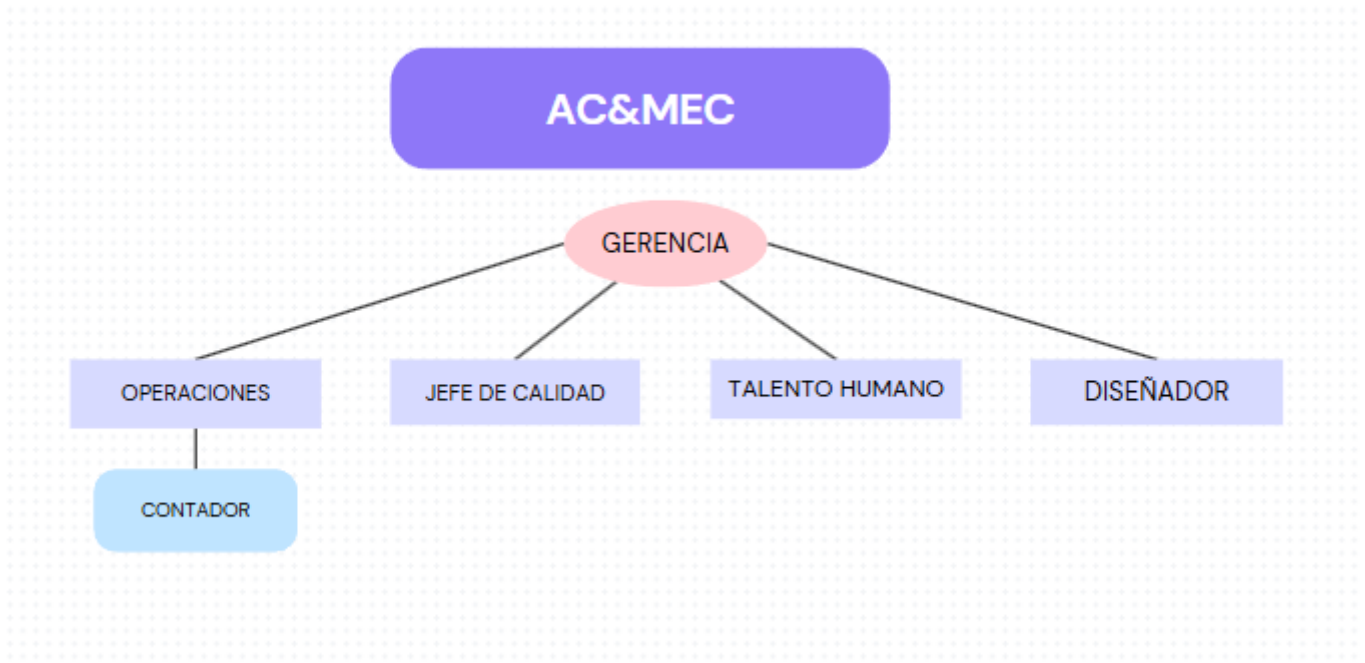 AC&MEC
GERENCIA
OPERACIONES
JEFE DE CALIDAD
TALENTO HUMANO
DISEÑADOR
CONTADOR